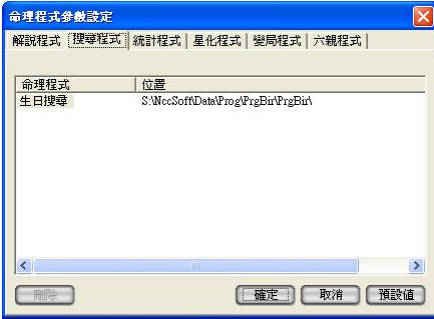 命理程式參數設定
解說程式 搜尋程式 統計程式 星化程式 變局程式 六親程式
命理程式 位置
生日搜尋 S:\NccSoft\Data\Prog\PrgBir\PrgBir\
刪除 確定 取消 預設值